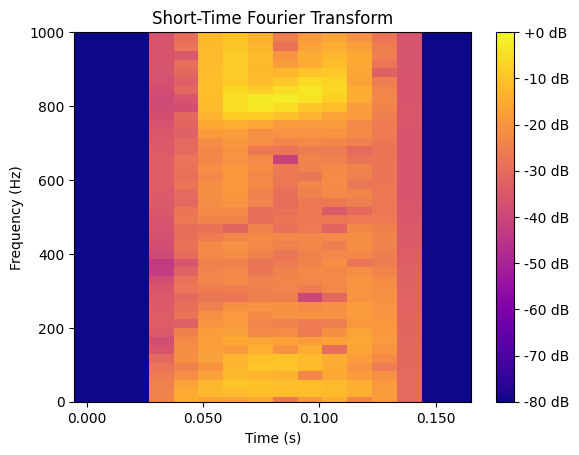 Short-Time Fourier Transform
1000
800
600
400
200
0
Frequency (Hz)
0.000
0.050
0.100
0.150
Time (s)
+0 dB
-10 dB
-20 dB
-30 dB
-40 dB
-50 dB
-60 dB
-70 dB
-80 dB